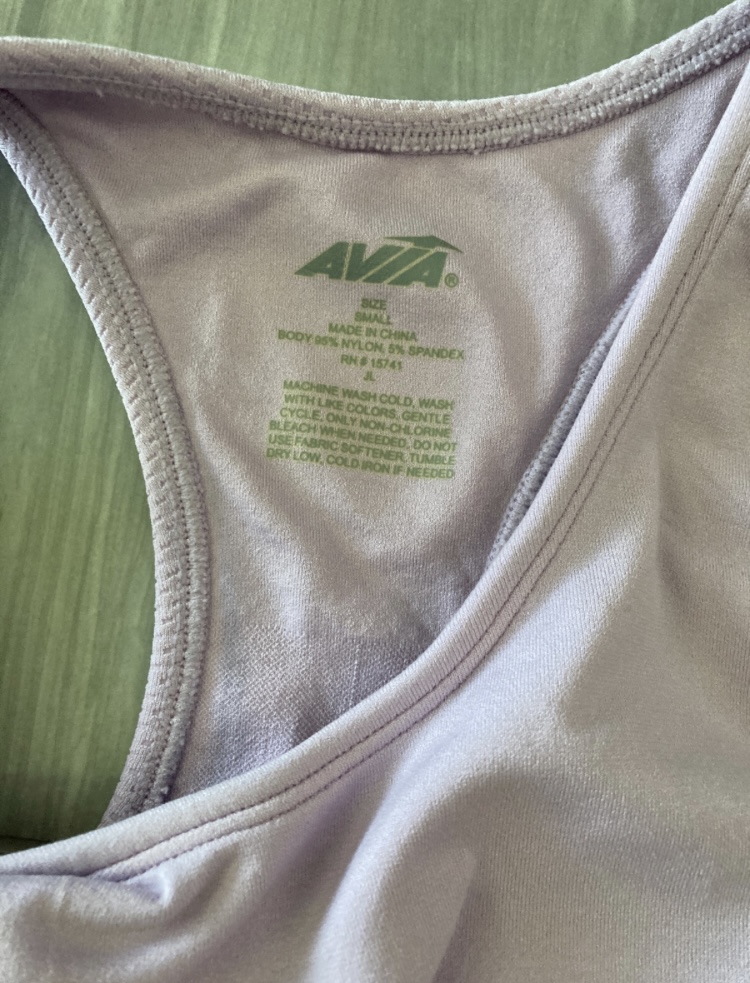 AVIA®
SIZE
SMALL
MADE IN CHINA
BODY 95% NYLON, 5% SPANDEX
RN # 15741
JL
MACHINE WASH COLD, WASH
WITH LIKE COLORS, GENTLE
CYCLE, ONLY NON-CHLORINE
BLEACH WHEN NEEDED, DO NOT
USE FABRIC SOFTENER, TUMBLE
DRY LOW, COLD IRON IF NEEDED